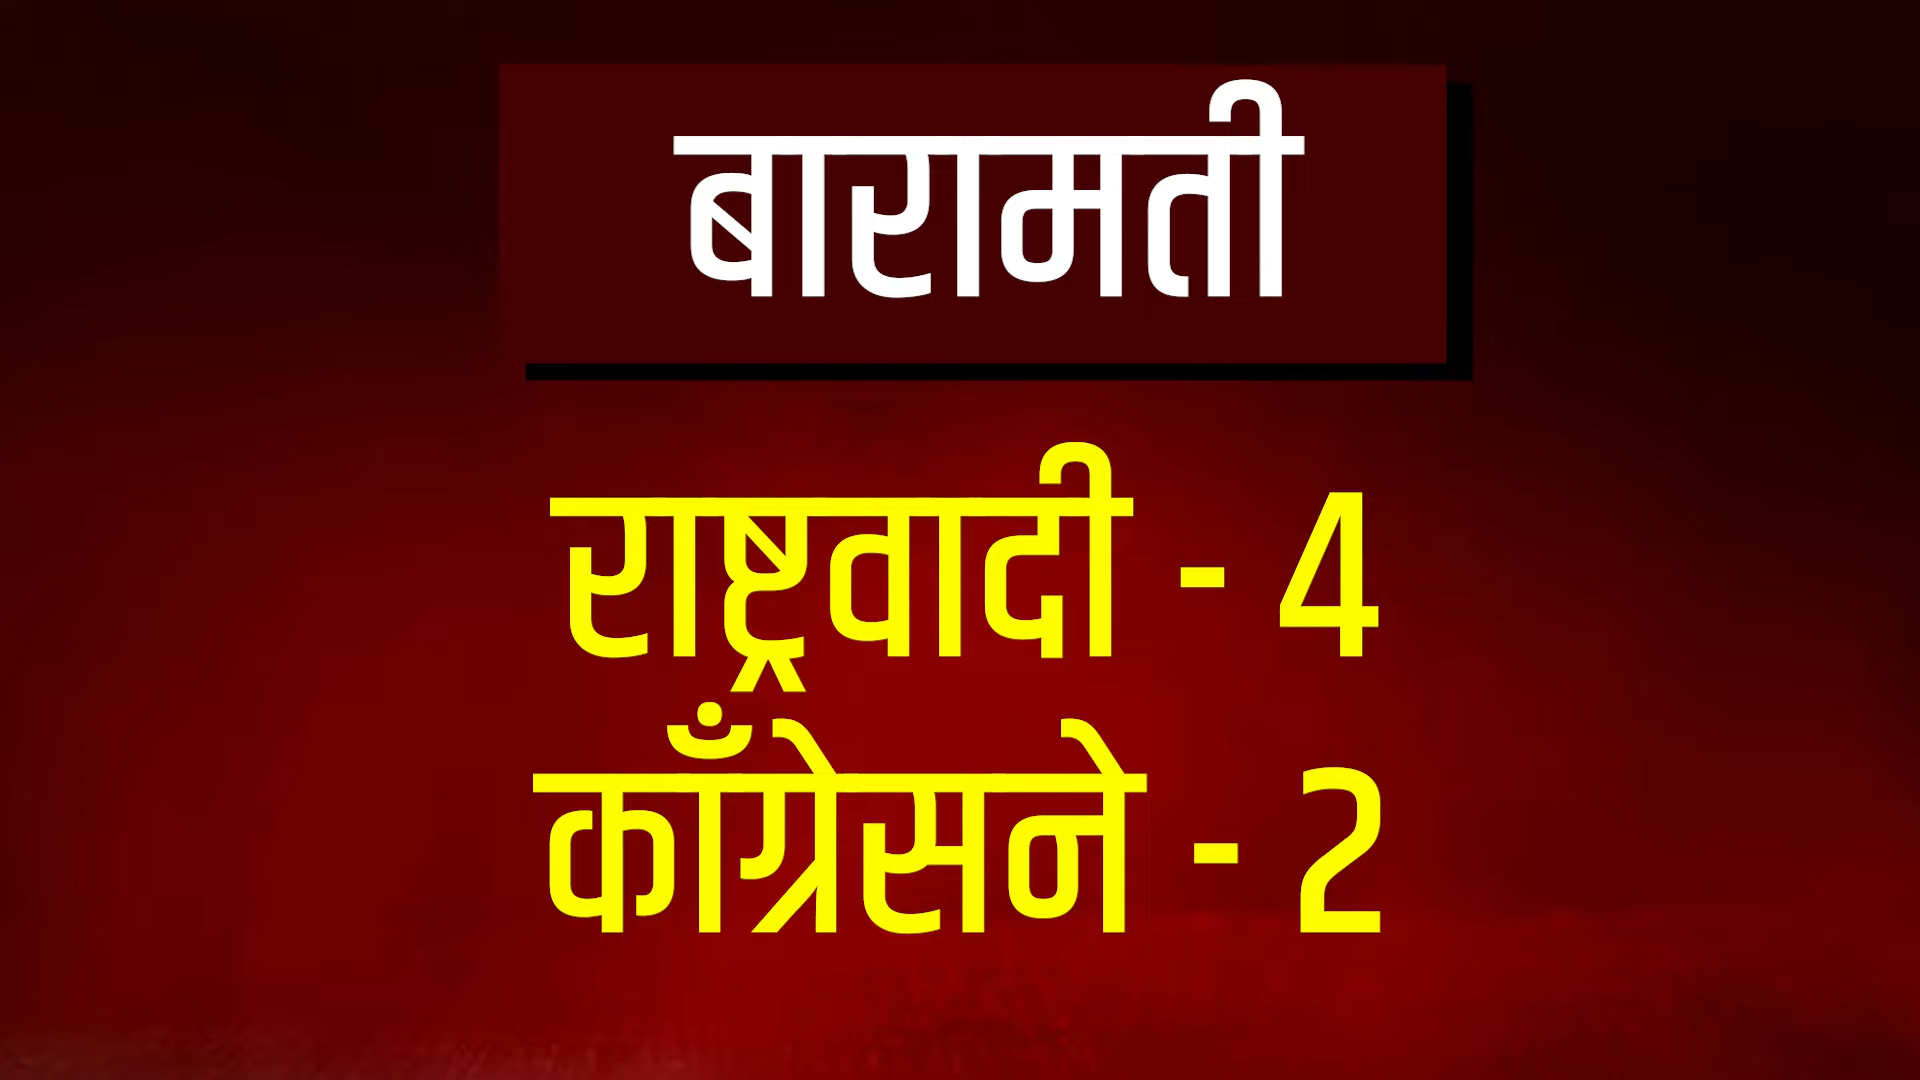 बारामती
राष्ट्रवादी - 4
काँग्रेसने - 2